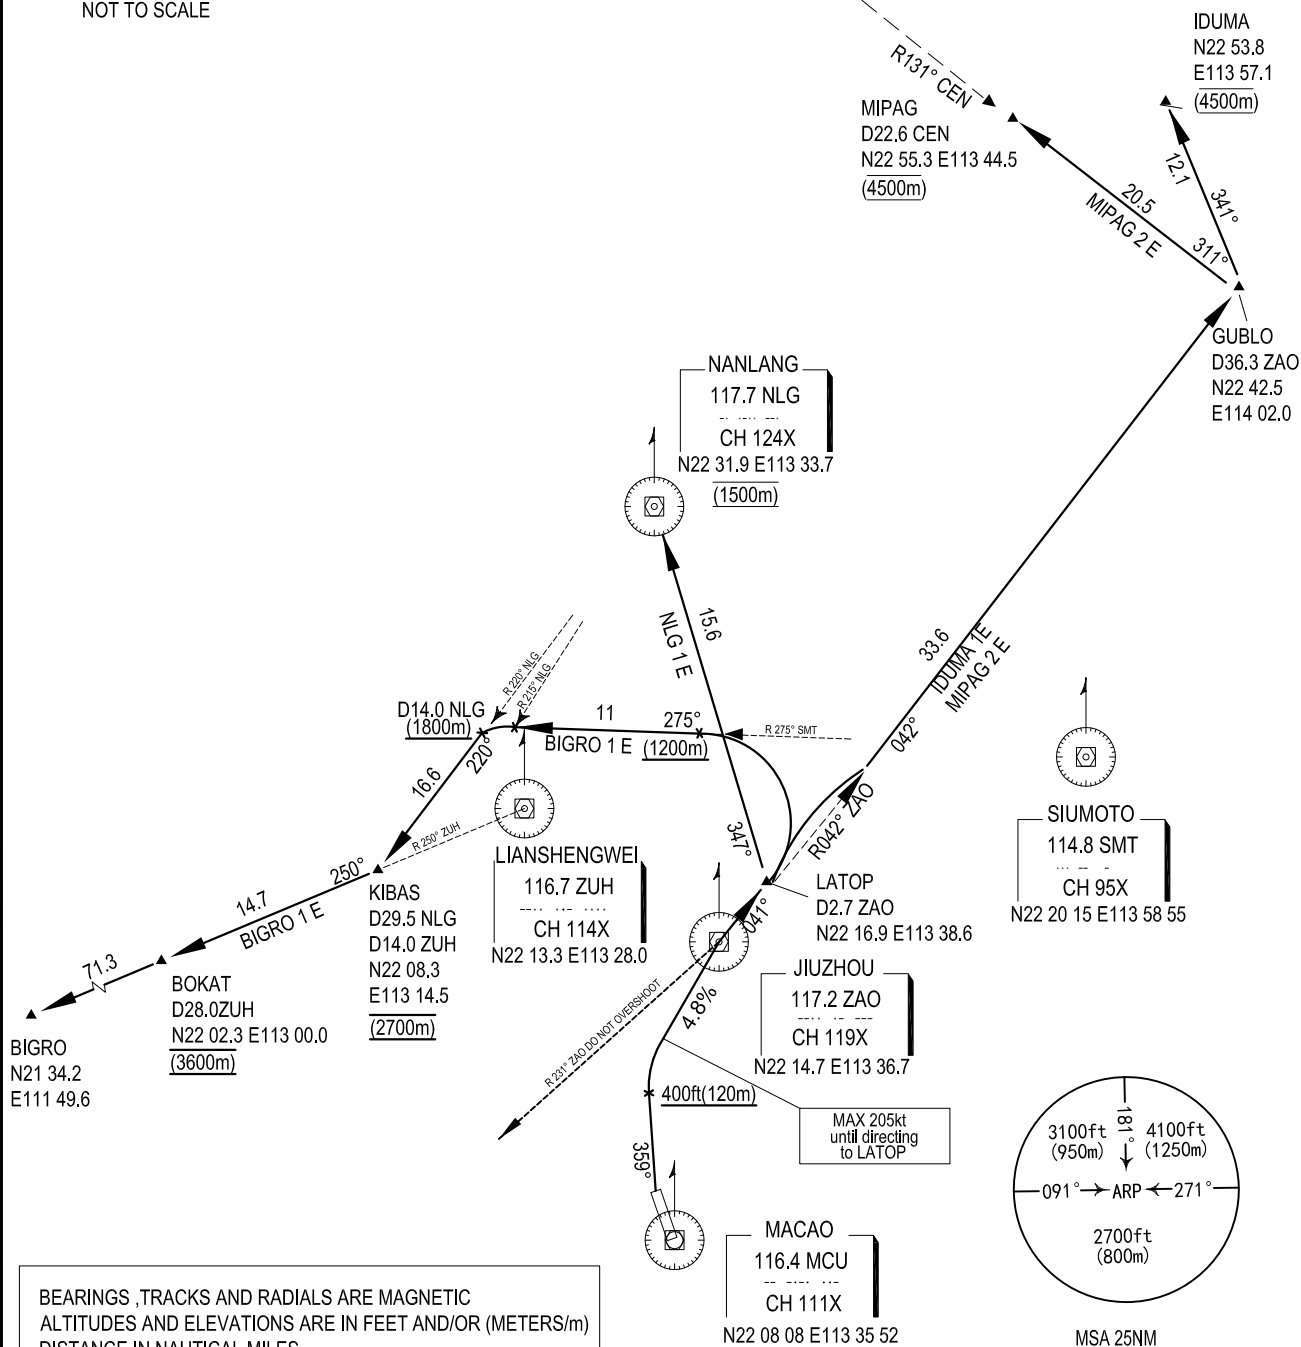 NOT TO SCALE
IDUMA
N22 53.8
E113 57.1
(4500m)
R131° CEN
MIPAG
D22.6 CEN
N22 55.3 E113 44.5
(4500m)
12.1
341°
20.5
MIPAG 2 E
311°
GUBLO
D36.3 ZAO
N22 42.5
E114 02.0
NANLANG
117.7 NLG
CH 124X
N22 31.9 E113 33.7
(1500m)
15.6
NLG 1 E
347°
33.6
IDUMA 1E
MIPAG 2 E
042°
R 220° NLG
R 215° NLG
D14.0 NLG
(1800m)
11
275°
BIGRO 1 E
(1200m)
R 275° SMT
220°
16.6
R 250° ZUH
R042° ZAO
SIUMOTO
114.8 SMT
CH 95X
N22 20 15 E113 58 55
LIANSHENGWEI
116.7 ZUH
CH 114X
N22 13.3 E113 28.0
250°
14.7
BIGRO 1 E
KIBAS
D29.5 NLG
D14.0 ZUH
N22 08.3
E113 14.5
(2700m)
LATOP
D2.7 ZAO
N22 16.9 E113 38.6
041°
71.3
BOKAT
D28.0ZUH
N22 02.3 E113 00.0
(3600m)
JIUZHOU
117.2 ZAO
CH 119X
N22 14.7 E113 36.7
4.8%
R 231° ZAO DO NOT OVERSHOOT
BIGRO
N21 34.2
E111 49.6
400ft(120m)
MAX 205kt
until directing
to LATOP
359°
3100ft
(950m)
181°
4100ft
(1250m)
091°
ARP
271°
2700ft
(800m)
MSA 25NM
MACAO
116.4 MCU
CH 111X
N22 08 08 E113 35 52
BEARINGS ,TRACKS AND RADIALS ARE MAGNETIC
ALTITUDES AND ELEVATIONS ARE IN FEET AND/OR (METERS/m)
DISTANCE IN NAUTICAL MILES